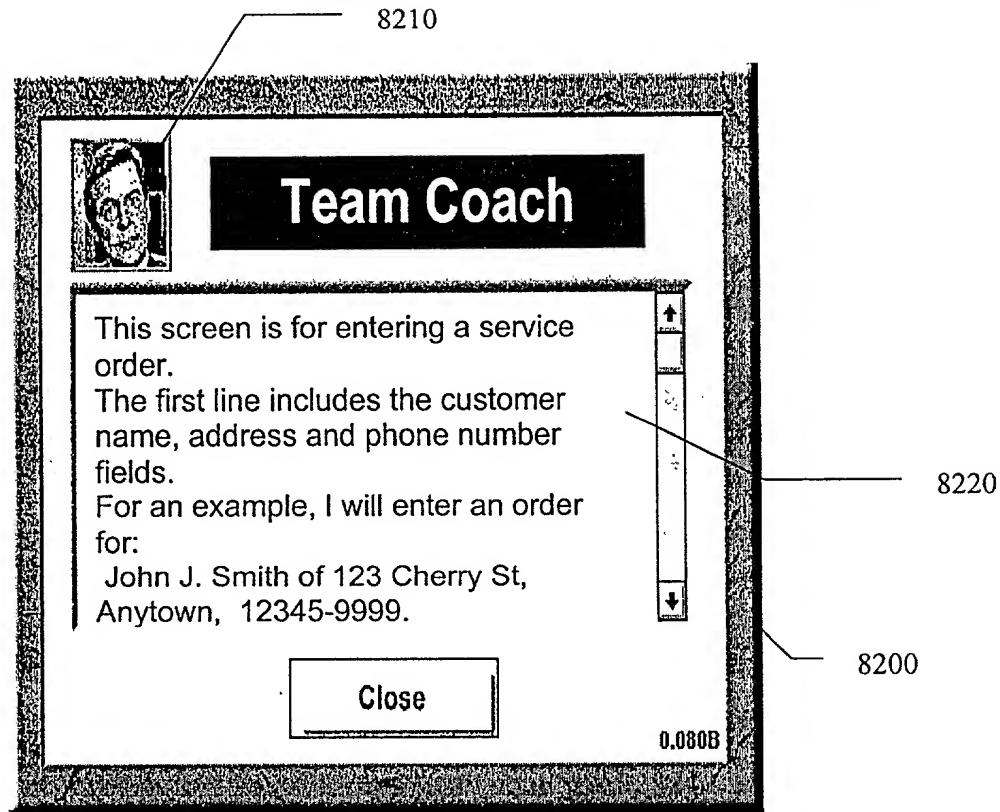 8210
Team Coach
This screen is for entering a service
order.
The first line includes the customer
name, address and phone number
fields.
For an example, I will enter an order
for:
John J. Smith of 123 Cherry St,
Anytown,  12345-9999.
8220
8200
Close
0.080B